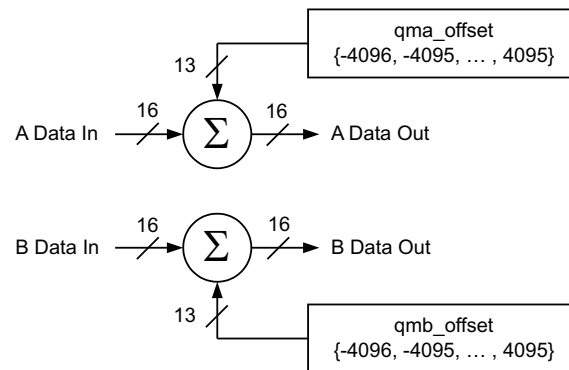 qma_offset
{-4096, -4095, … , 4095}
13
16
16
A Data In
Σ
A Data Out
16
16
B Data In
Σ
B Data Out
13
qmb_offset
{-4096, -4095, … , 4095}